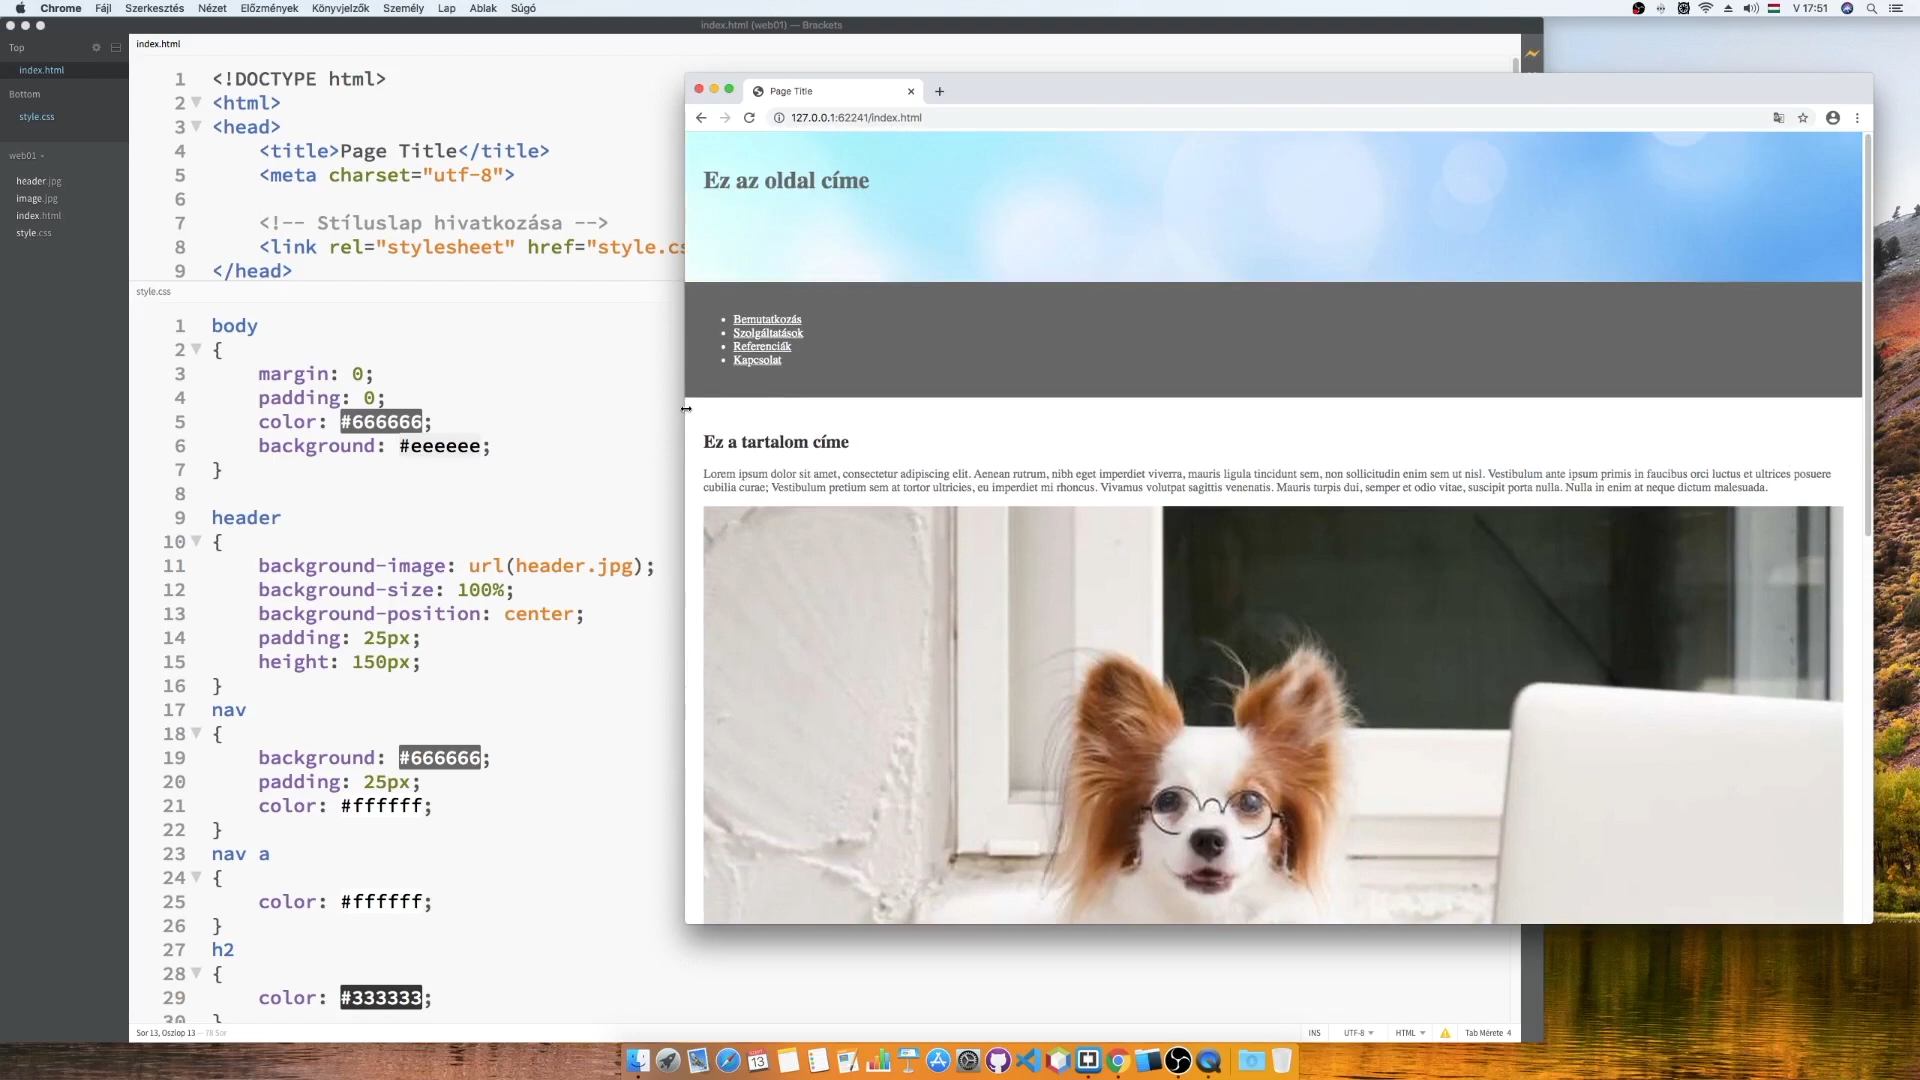 Chrome Fájl Szerkesztés Nézet Előzmények Könyvjelzők Személy Lap Ablak Súgó
V 17:51
index.html (web01) — Brackets
Top
index.html
Bottom
style.css
web01
header.jpg
image.jpg
index.html
style.css
index.html
1 <!DOCTYPE html>
2 <html>
3 <head>
4 <title>Page Title</title>
5 <meta charset="utf-8">
6
7 <!-- Stíluslap hivatkozása -->
8 <link rel="stylesheet" href="style.cs
9 </head>
style.css
1 body
2 {
3 margin: 0;
4 padding: 0;
5 color: #666666;
6 background: #eeeeee;
7 }
8
9 header
10 {
11 background-image: url(header.jpg);
12 background-size: 100%;
13 background-position: center;
14 padding: 25px;
15 height: 150px;
16 }
17 nav
18 {
19 background: #666666;
20 padding: 25px;
21 color: #ffffff;
22 }
23 nav a
24 {
25 color: #ffffff;
26 }
27 h2
28 {
29 color: #333333;
30 }
Sor 13, Oszlop 13 — 78 Sor
INS UTF-8 HTML Tab Mérete 4
Page Title
127.0.0.1:62241/index.html
Ez az oldal címe
Bemutatkozás
Szolgáltatások
Referenciák
Kapcsolat
Ez a tartalom címe
Lorem ipsum dolor sit amet, consectetur adipiscing elit. Aenean rutrum, nibh eget imperdiet viverra, mauris ligula tincidunt sem, non sollicitudin enim sem ut nisl. Vestibulum ante ipsum primis in faucibus orci luctus et ultrices posuere
cubilia curae; Vestibulum pretium sem at tortor ultricies, eu imperdiet mi rhoncus. Vivamus volutpat sagittis venenatis. Mauris turpis dui, semper et odio vitae, suscipit porta nulla. Nulla in enim at neque dictum malesuada.
13